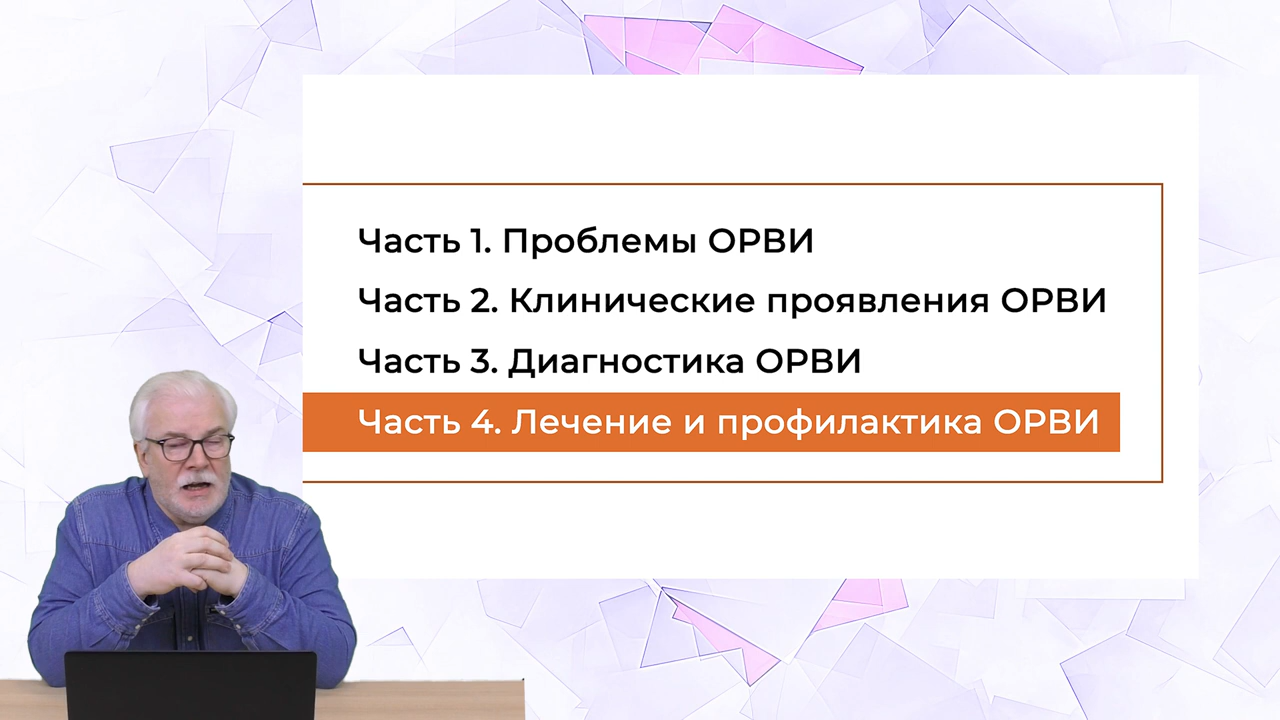 Часть 1. Проблемы ОРВИ
Часть 2. Клинические проявления ОРВИ
Часть 3. Диагностика ОРВИ
Часть 4. Лечение и профилактика ОРВИ